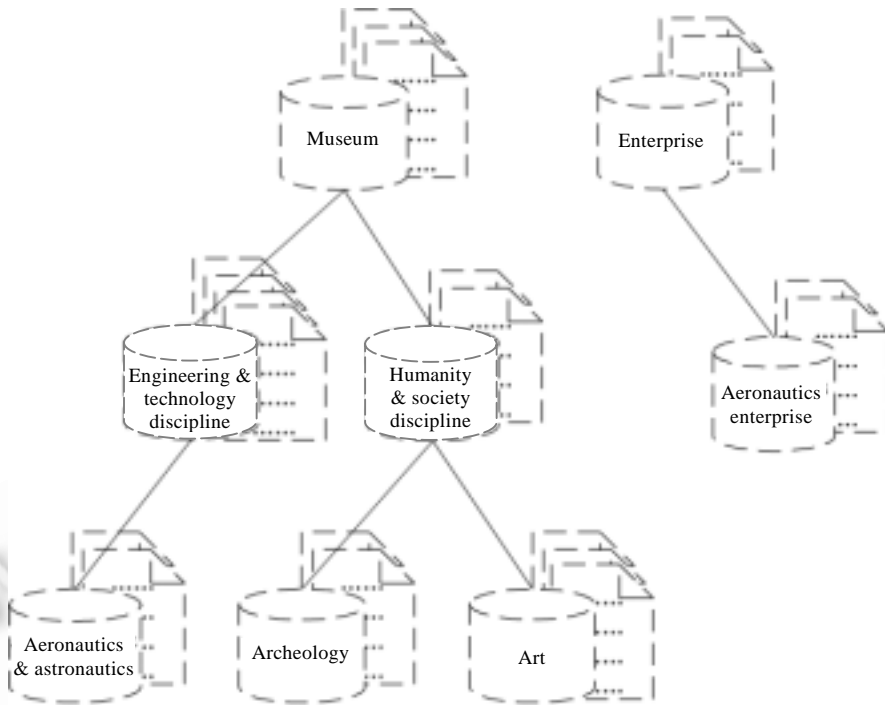 Museum
Enterprise
Engineering &
technology
discipline
Humanity
& society
discipline
Aeronautics
enterprise
Aeronautics
& astronautics
Archeology
Art